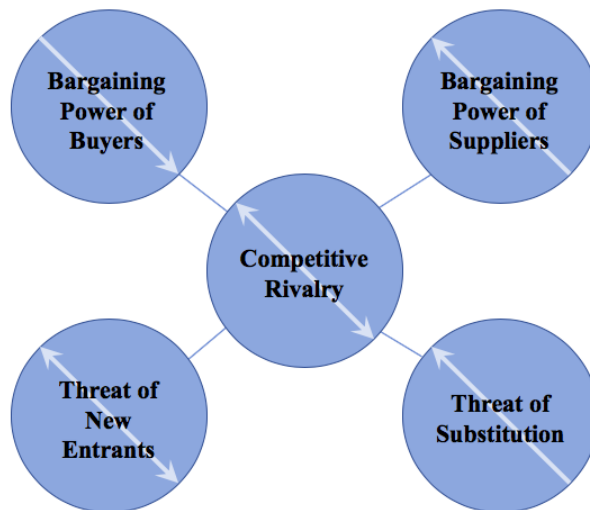 Bargaining
Power of
Buyers
Bargaining
Power of
Suppliers
Competitive
Rivalry
Threat of
New
Entrants
Threat of
Substitution